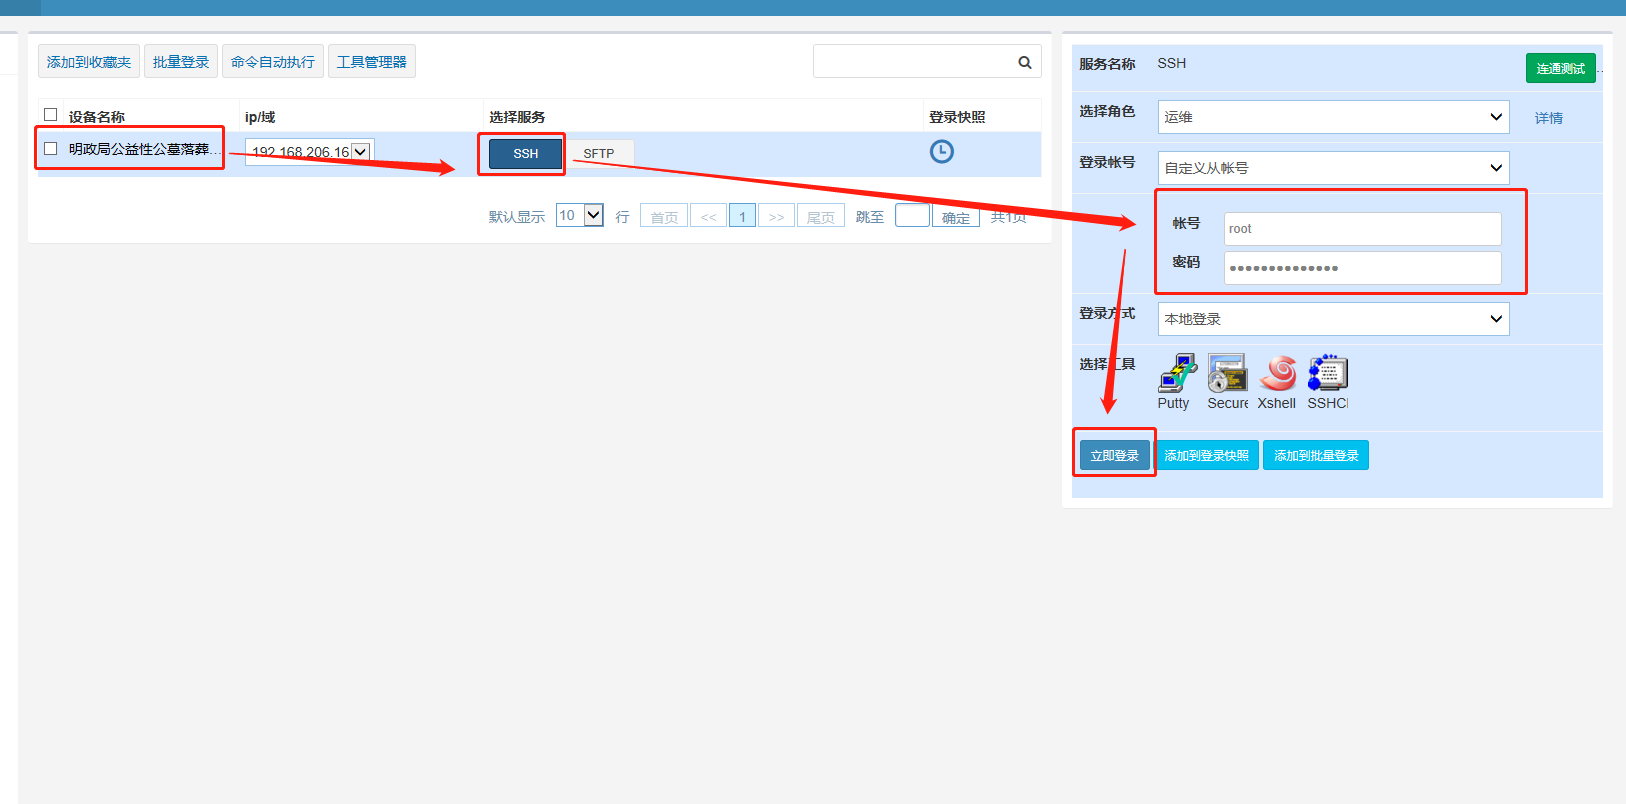 添加到收藏夹 批量登录 命令自动执行 工具管理器
设备名称 ip/域 选择服务 登录快照
明政局公益性公墓落葬... 192.168.206.16 SSH SFTP
默认显示 10 行 首页 << 1 >> 尾页 跳至 确定 共1页
服务名称 SSH 连通测试
选择角色 运维 详情
登录帐号 自定义从帐号
帐号 root
密码 ••••••••••••••
登录方式 本地登录
选择工具
Putty Secure Xshell SSHCl
立即登录 添加到登录快照 添加到批量登录